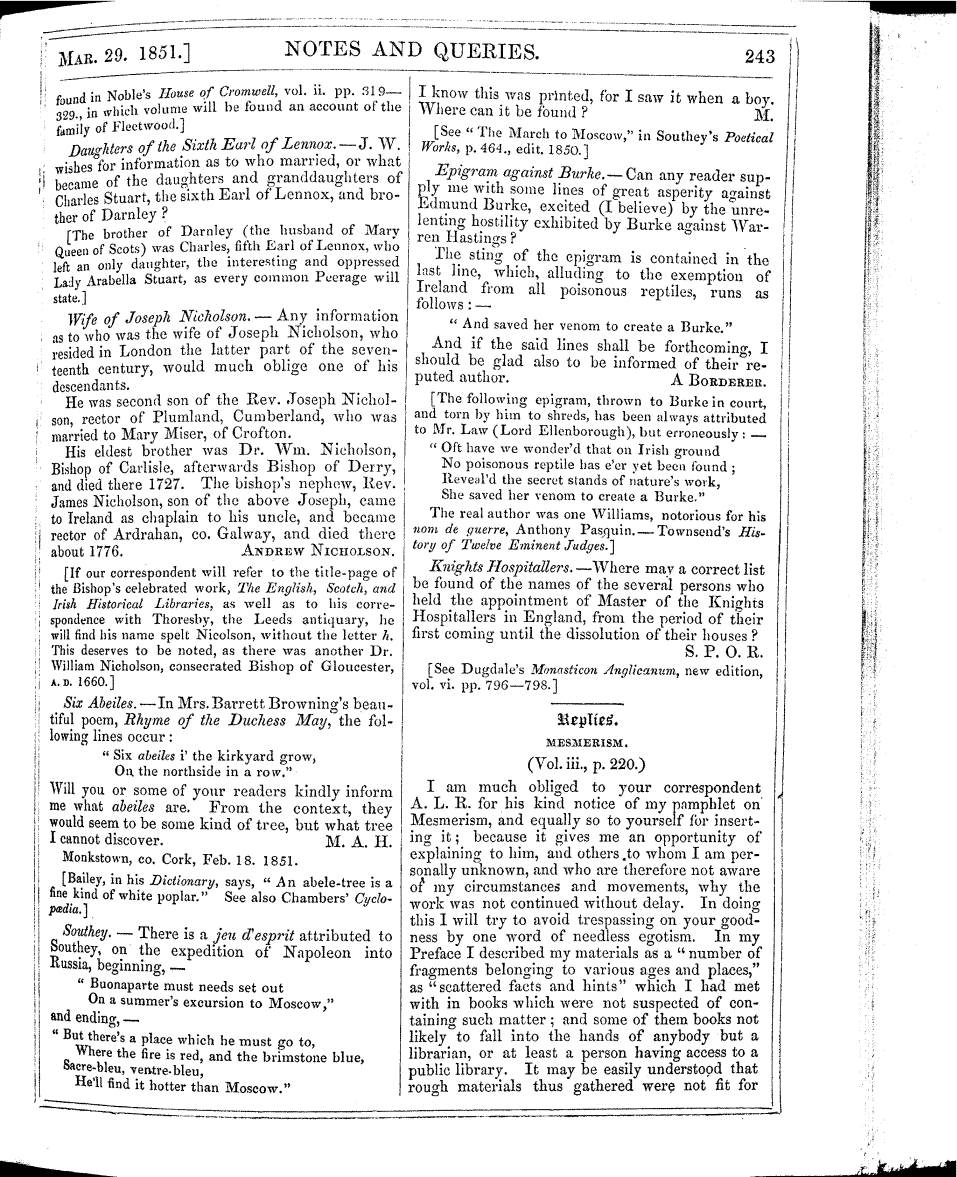 MAR. 29. 1851.] NOTES AND QUERIES. 243
found in Noble's House of Cromwell, vol. ii. pp. 319—
329., in which volume will be found an account of the
family of Fleetwood.]
Daughters of the Sixth Earl of Lennox.—J. W.
wishes for information as to who married, or what
became of the daughters and granddaughters of
Charles Stuart, the sixth Earl of Lennox, and bro-
ther of Darnley?
[The brother of Darnley (the husband of Mary
Queen of Scots) was Charles, fifth Earl of Lennox, who
left an only daughter, the interesting and oppressed
Lady Arabella Stuart, as every common Peerage will
state.]
Wife of Joseph Nicholson.—Any information
as to who was the wife of Joseph Nicholson, who
resided in London the latter part of the seven-
teenth century, would much oblige one of his
descendants.
He was second son of the Rev. Joseph Nichol-
son, rector of Plumland, Cumberland, who was
married to Mary Miser, of Crofton.
His eldest brother was Dr. Wm. Nicholson,
Bishop of Carlisle, afterwards Bishop of Derry,
and died there 1727. The bishop's nephew, Rev.
James Nicholson, son of the above Joseph, came
to Ireland as chaplain to his uncle, and became
rector of Ardrahan, co. Galway, and died there
about 1776. ANDREW NICHOLSON.
[If our correspondent will refer to the title-page of
the Bishop's celebrated work, The English, Scotch, and
Irish Historical Libraries, as well as to his corre-
spondence with Thoresby, the Leeds antiquary, he
will find his name spelt Nicolson, without the letter h.
This deserves to be noted, as there was another Dr.
William Nicholson, consecrated Bishop of Gloucester,
A.D. 1660.]
Six Abeiles.—In Mrs. Barrett Browning's beau-
tiful poem, Rhyme of the Duchess May, the fol-
lowing lines occur:
"Six abeiles i' the kirkyard grow,
On the northside in a row."
Will you or some of your readers kindly inform
me what abeiles are. From the context, they
would seem to be some kind of tree, but what tree
I cannot discover. M. A. H.
Monkstown, co. Cork, Feb. 18. 1851.
[Bailey, in his Dictionary, says, "An abele-tree is a
fine kind of white poplar." See also Chambers' Cyclo-
pædia.]
Southey.—There is a jeu d'esprit attributed to
Southey, on the expedition of Napoleon into
Russia, beginning,—
"Buonaparte must needs set out
On a summer's excursion to Moscow,"
and ending,—
"But there's a place which he must go to,
Where the fire is red, and the brimstone blue,
Sacre-bleu, ventre-bleu,
He'll find it hotter than Moscow."
I know this was printed, for I saw it when a boy.
Where can it be found? M.
[See "The March to Moscow," in Southey's Poetical
Works, p. 464., edit. 1850.]
Epigram against Burke.—Can any reader sup-
ply me with some lines of great asperity against
Edmund Burke, excited (I believe) by the unre-
lenting hostility exhibited by Burke against War-
ren Hastings?
The sting of the epigram is contained in the
last line, which, alluding to the exemption of
Ireland from all poisonous reptiles, runs as
follows:—
"And saved her venom to create a Burke."
And if the said lines shall be forthcoming, I
should be glad also to be informed of their re-
puted author. A BORDERER.
[The following epigram, thrown to Burke in court,
and torn by him to shreds, has been always attributed
to Mr. Law (Lord Ellenborough), but erroneously:—
"Oft have we wonder'd that on Irish ground
No poisonous reptile has e'er yet been found;
Reveal'd the secret stands of nature's work,
She saved her venom to create a Burke."
The real author was one Williams, notorious for his
nom de guerre, Anthony Pasquin.—Townsend's His-
tory of Twelve Eminent Judges.]
Knights Hospitallers.—Where may a correct list
be found of the names of the several persons who
held the appointment of Master of the Knights
Hospitallers in England, from the period of their
first coming until the dissolution of their houses?
S. P. O. R.
[See Dugdale's Monasticon Anglicanum, new edition,
vol. vi. pp. 796—798.]
Replies.
MESMERISM.
(Vol. iii., p. 220.)
I am much obliged to your correspondent
A. L. R. for his kind notice of my pamphlet on
Mesmerism, and equally so to yourself for insert-
ing it; because it gives me an opportunity of
explaining to him, and others to whom I am per-
sonally unknown, and who are therefore not aware
of my circumstances and movements, why the
work was not continued without delay. In doing
this I will try to avoid trespassing on your good-
ness by one word of needless egotism. In my
Preface I described my materials as a "number of
fragments belonging to various ages and places,"
as "scattered facts and hints" which I had met
with in books which were not suspected of con-
taining such matter; and some of them books not
likely to fall into the hands of anybody but a
librarian, or at least a person having access to a
public library. It may be easily understood that
rough materials thus gathered were not fit for